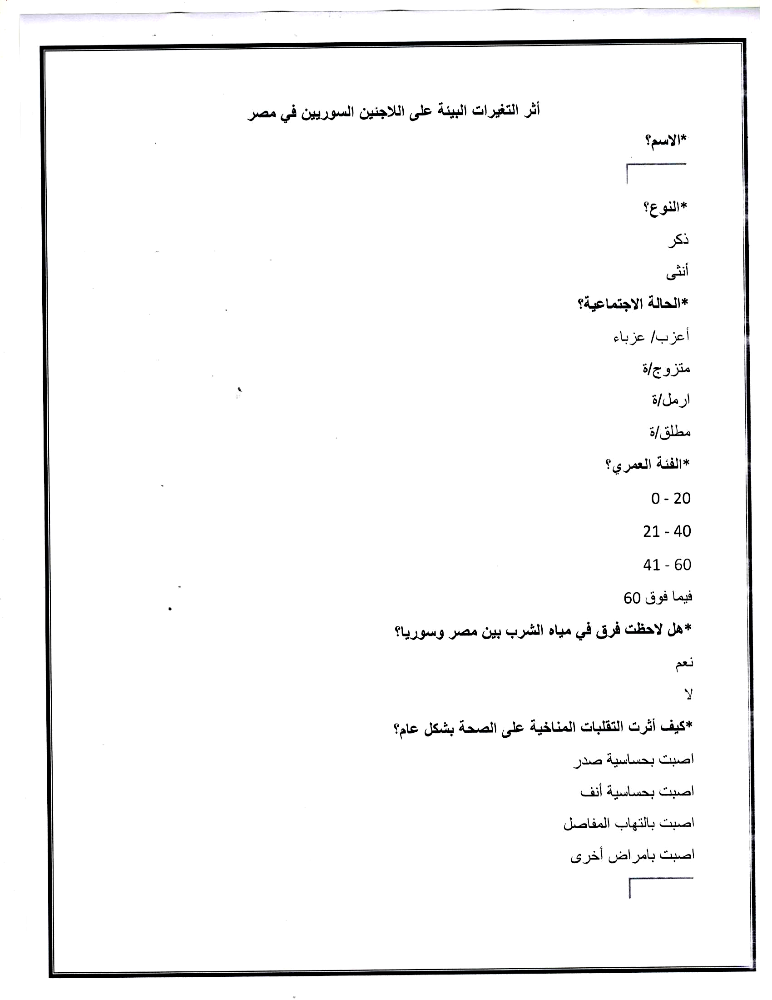 أثر التغيرات البيئة على اللاجئين السوريين في مصر
*الاسم؟
*النوع؟
ذكر
أنثى
*الحالة الاجتماعية؟
أعزب/ عزباء
متزوج/ة
ارمل/ة
مطلق/ة
*الفئة العمري؟
0 - 20
21 - 40
41 - 60
فيما فوق 60
*هل لاحظت فرق في مياه الشرب بين مصر وسوريا؟
نعم
لا
*كيف أثرت التقلبات المناخية على الصحة بشكل عام؟
اصبت بحساسية صدر
اصبت بحساسية أنف
اصبت بالتهاب المفاصل
اصبت بامراض أخرى